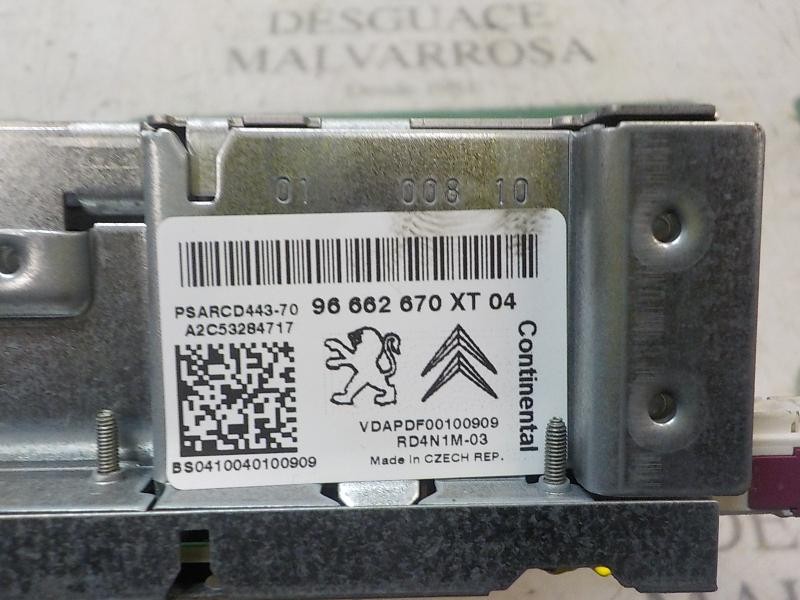 DESGUACE
MALVARROSA
01 008 10
PSARCD443-70 96 662 670 XT 04
A2C53284717
Continental
VDAPDF00100909
RD4N1M-03
BS0410040100909
Made in CZECH REP.